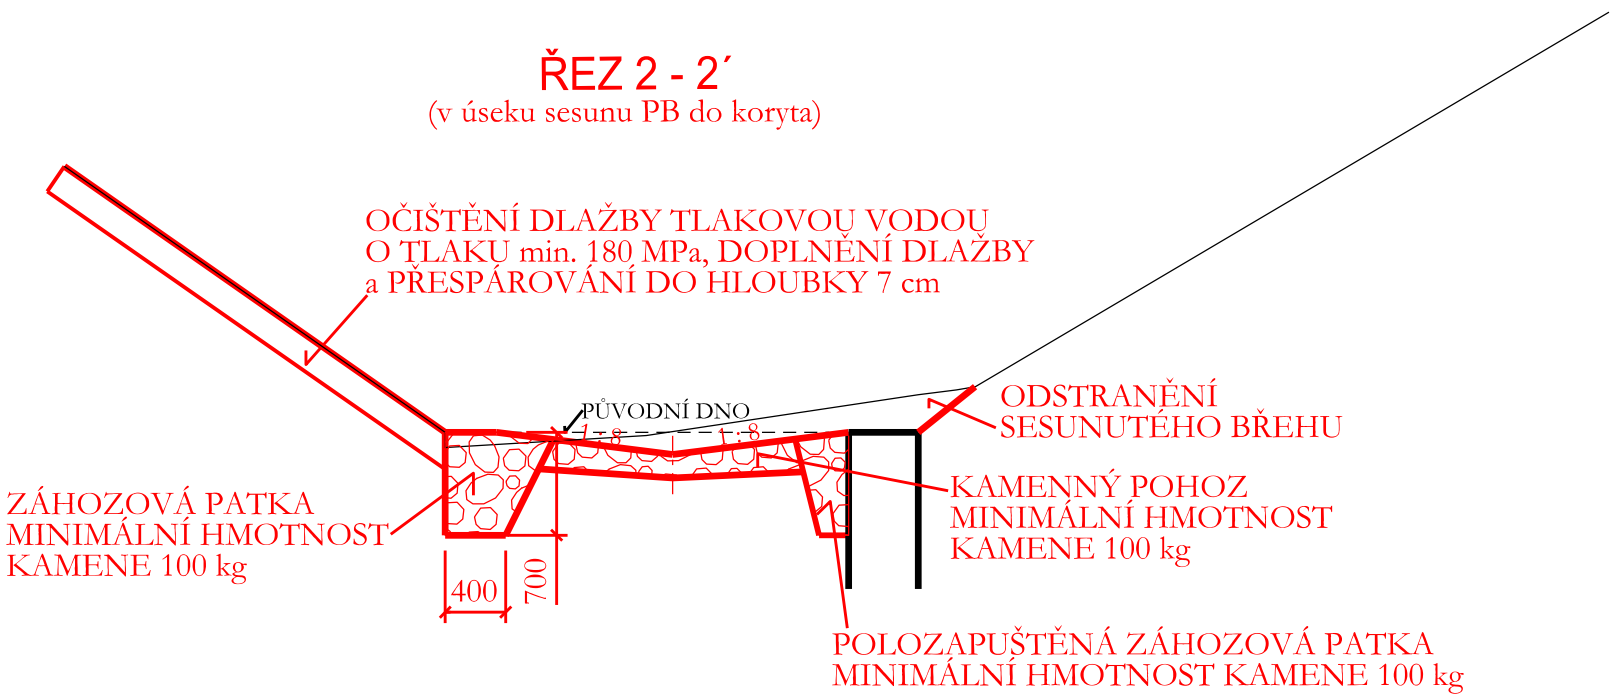 ŘEZ 2 - 2´
(v úseku sesunu PB do koryta)
OČIŠTĚNÍ DLAŽBY TLAKOVOU VODOU
O TLAKU min. 180 MPa, DOPLNĚNÍ DLAŽBY
a PŘESPÁROVÁNÍ DO HLOUBKY 7 cm
PŮVODNÍ DNO
1 : 8
1 : 8
ODSTRANĚNÍ
SESUNUTÉHO BŘEHU
ZÁHOZOVÁ PATKA
MINIMÁLNÍ HMOTNOST
KAMENE 100 kg
KAMENNÝ POHOZ
MINIMÁLNÍ HMOTNOST
KAMENE 100 kg
400
700
POLOZAPUŠTĚNÁ ZÁHOZOVÁ PATKA
MINIMÁLNÍ HMOTNOST KAMENE 100 kg